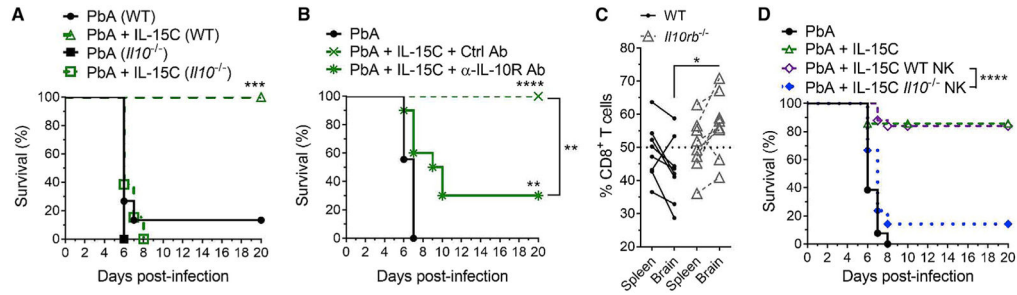 A
PbA (WT)
PbA + IL-15C (WT)
PbA (Il10-/-)
PbA + IL-15C (Il10-/-)
***
Survival (%)
100
80
60
40
20
0
0 2 4 6 8 10 12 14 16 18 20
Days post-infection
B
PbA
PbA + IL-15C + Ctrl Ab
PbA + IL-15C + α-IL-10R Ab
****
**
**
Survival (%)
100
80
60
40
20
0
0 2 4 6 8 10 12 14 16 18 20
Days post-infection
C
WT
Il10rb-/-
*
% CD8+ T cells
80
70
60
50
40
30
20
Spleen
Brain
Spleen
Brain
D
PbA
PbA + IL-15C
PbA + IL-15C WT NK
PbA + IL-15C Il10-/- NK
****
Survival (%)
100
80
60
40
20
0
0 2 4 6 8 10 12 14 16 18 20
Days post-infection